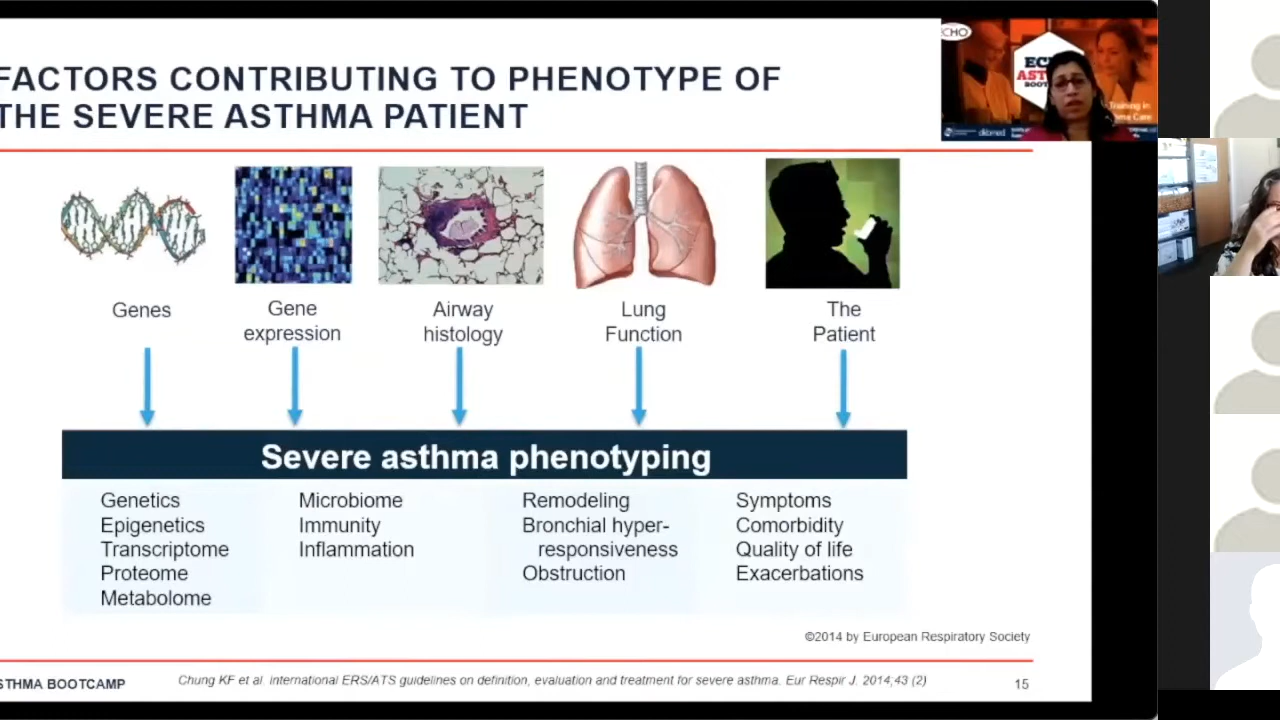 FACTORS CONTRIBUTING TO PHENOTYPE OF
THE SEVERE ASTHMA PATIENT
Genes
Gene
expression
Airway
histology
Lung
Function
The
Patient
Severe asthma phenotyping
Genetics
Epigenetics
Transcriptome
Proteome
Metabolome
Microbiome
Immunity
Inflammation
Remodeling
Bronchial hyper-
responsiveness
Obstruction
Symptoms
Comorbidity
Quality of life
Exacerbations
©2014 by European Respiratory Society
STHMA BOOTCAMP
Chung KF et al. international ERS/ATS guidelines on definition, evaluation and treatment for severe asthma. Eur Respir J. 2014;43 (2)
15
CHO
Training in